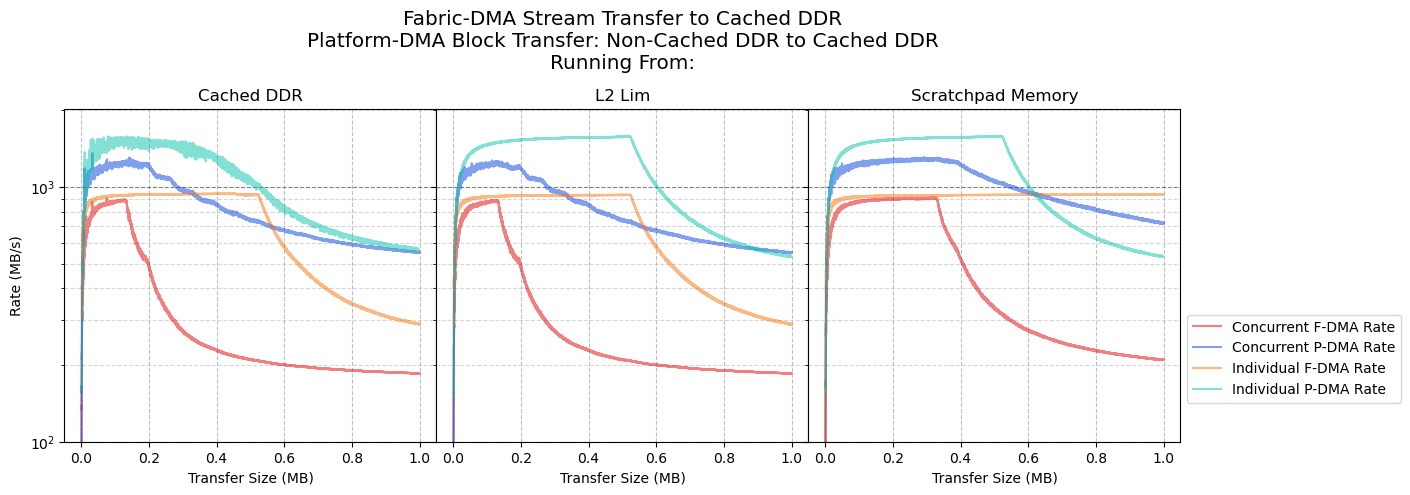 Fabric-DMA Stream Transfer to Cached DDR
Platform-DMA Block Transfer: Non-Cached DDR to Cached DDR
Running From:
Cached DDR
L2 Lim
Scratchpad Memory
Rate (MB/s)
10³
10²
0.0 0.2 0.4 0.6 0.8 1.0
0.0 0.2 0.4 0.6 0.8 1.0
0.0 0.2 0.4 0.6 0.8 1.0
Transfer Size (MB)
Transfer Size (MB)
Transfer Size (MB)
Concurrent F-DMA Rate
Concurrent P-DMA Rate
Individual F-DMA Rate
Individual P-DMA Rate